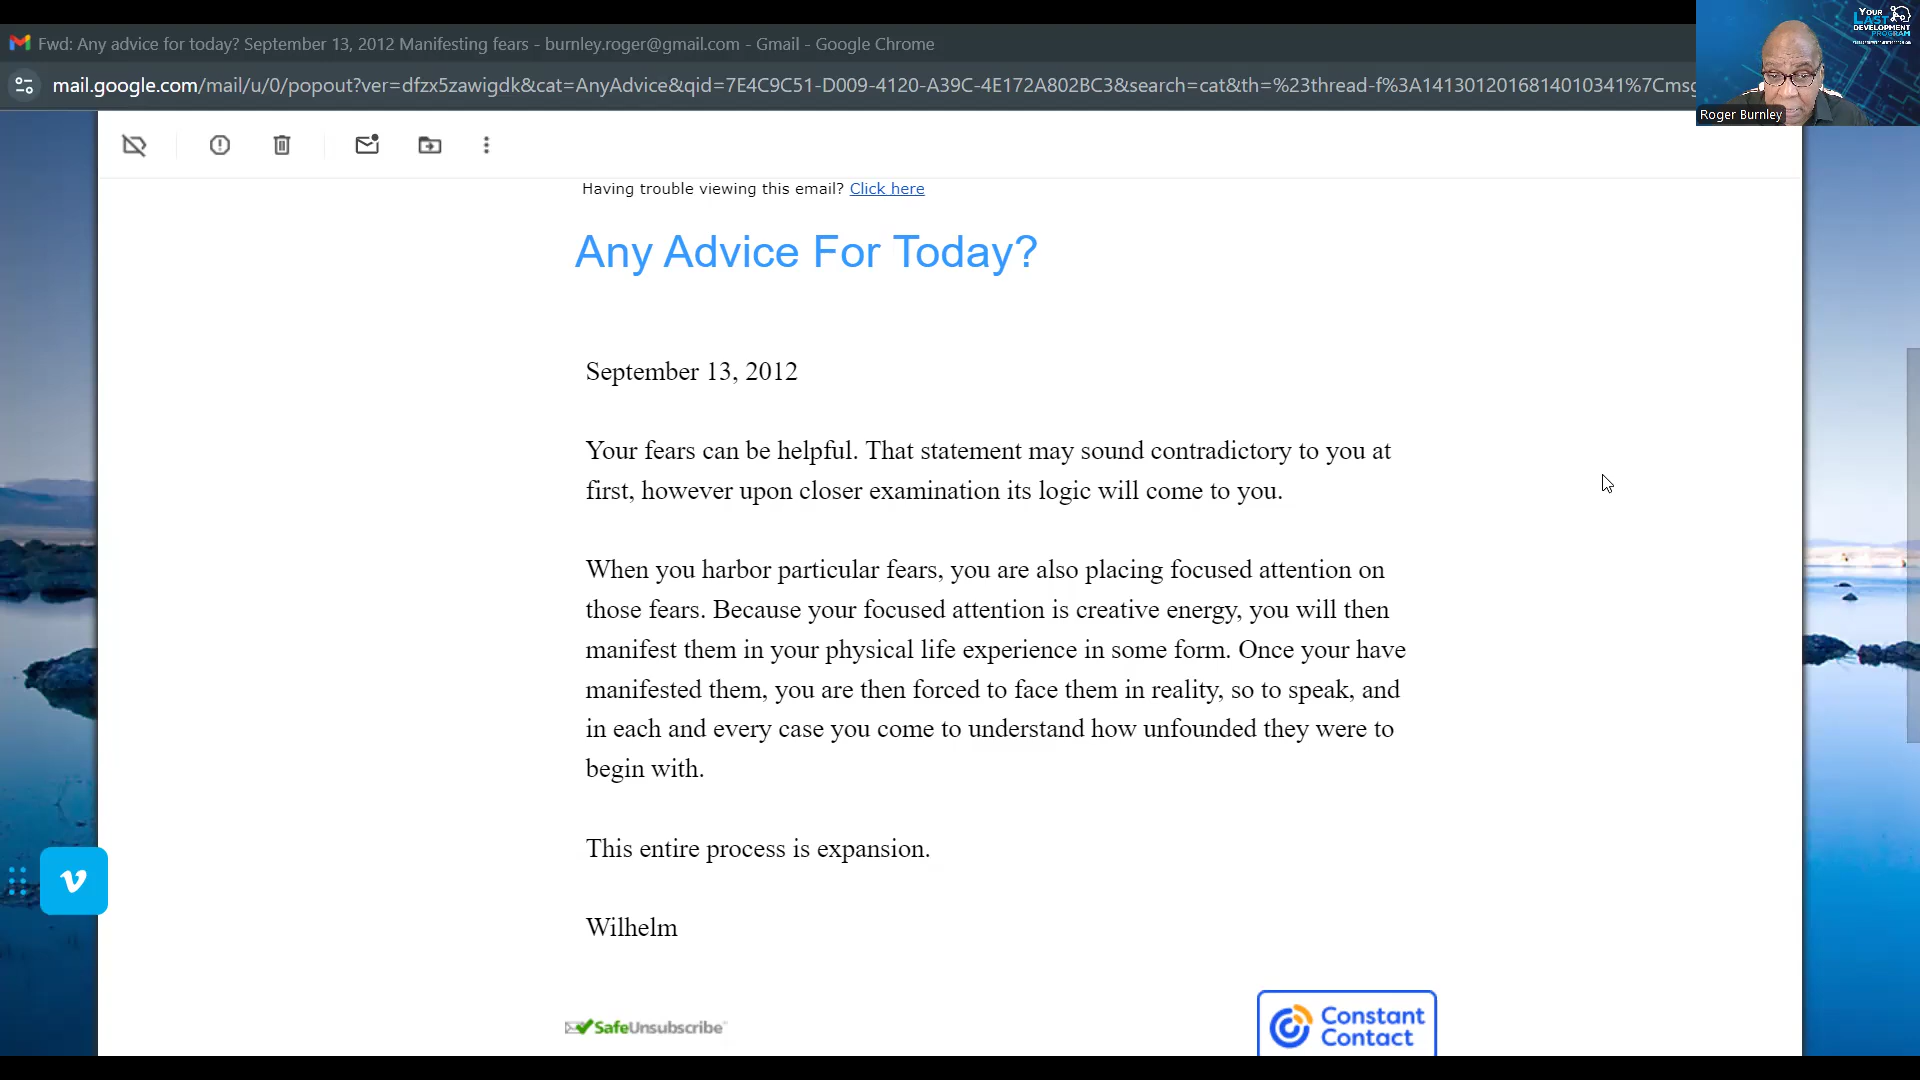 Fwd: Any advice for today? September 13, 2012 Manifesting fears - burnley.roger@gmail.com - Gmail - Google Chrome
mail.google.com/mail/u/0/popout?ver=dfzx5zawigdk&cat=AnyAdvice&qid=7E4C9C51-D009-4120-A39C-4E172A802BC3&search=cat&th=%23thread-f%3A1413012016814010341%7Cmsg
YOUR
LAST
DEVELOPMENT
PROGRAM
Roger Burnley
Having trouble viewing this email? Click here
Any Advice For Today?
September 13, 2012
Your fears can be helpful. That statement may sound contradictory to you at
first, however upon closer examination its logic will come to you.
When you harbor particular fears, you are also placing focused attention on
those fears. Because your focused attention is creative energy, you will then
manifest them in your physical life experience in some form. Once your have
manifested them, you are then forced to face them in reality, so to speak, and
in each and every case you come to understand how unfounded they were to
begin with.
This entire process is expansion.
Wilhelm
SafeUnsubscribe
Constant
Contact